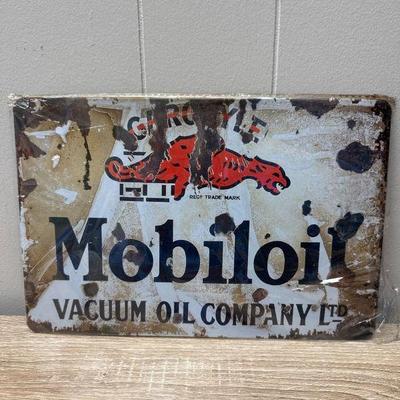 GARGOYLE
REGD TRADE MARK
Mobiloil
VACUUM OIL COMPANY LTD